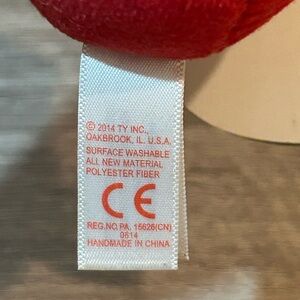 © 2014 TY INC.,
OAKBROOK, IL. U.S.A.
SURFACE WASHABLE
ALL NEW MATERIAL
POLYESTER FIBER
CE
REG.NO.PA. 15626(CN)
0614
HANDMADE IN CHINA